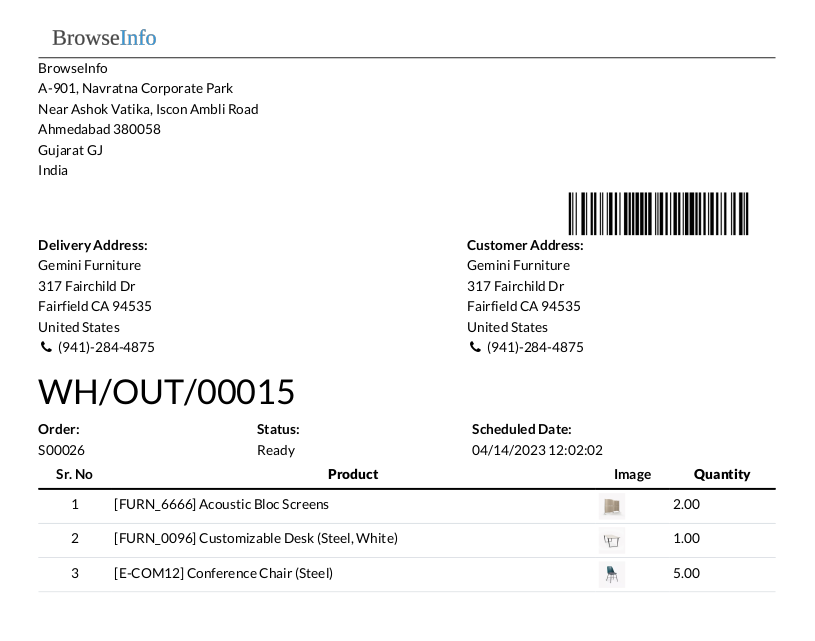 BrowseInfo
BrowseInfo
A-901, Navratna Corporate Park
Near Ashok Vatika, Iscon Ambli Road
Ahmedabad 380058
Gujarat GJ
India
Delivery Address:
Gemini Furniture
317 Fairchild Dr
Fairfield CA 94535
United States
(941)-284-4875
Customer Address:
Gemini Furniture
317 Fairchild Dr
Fairfield CA 94535
United States
(941)-284-4875
WH/OUT/00015
Order: Status: Scheduled Date:
S00026 Ready 04/14/2023 12:02:02
Sr. No Product Image Quantity
1 [FURN_6666] Acoustic Bloc Screens 2.00
2 [FURN_0096] Customizable Desk (Steel, White) 1.00
3 [E-COM12] Conference Chair (Steel) 5.00